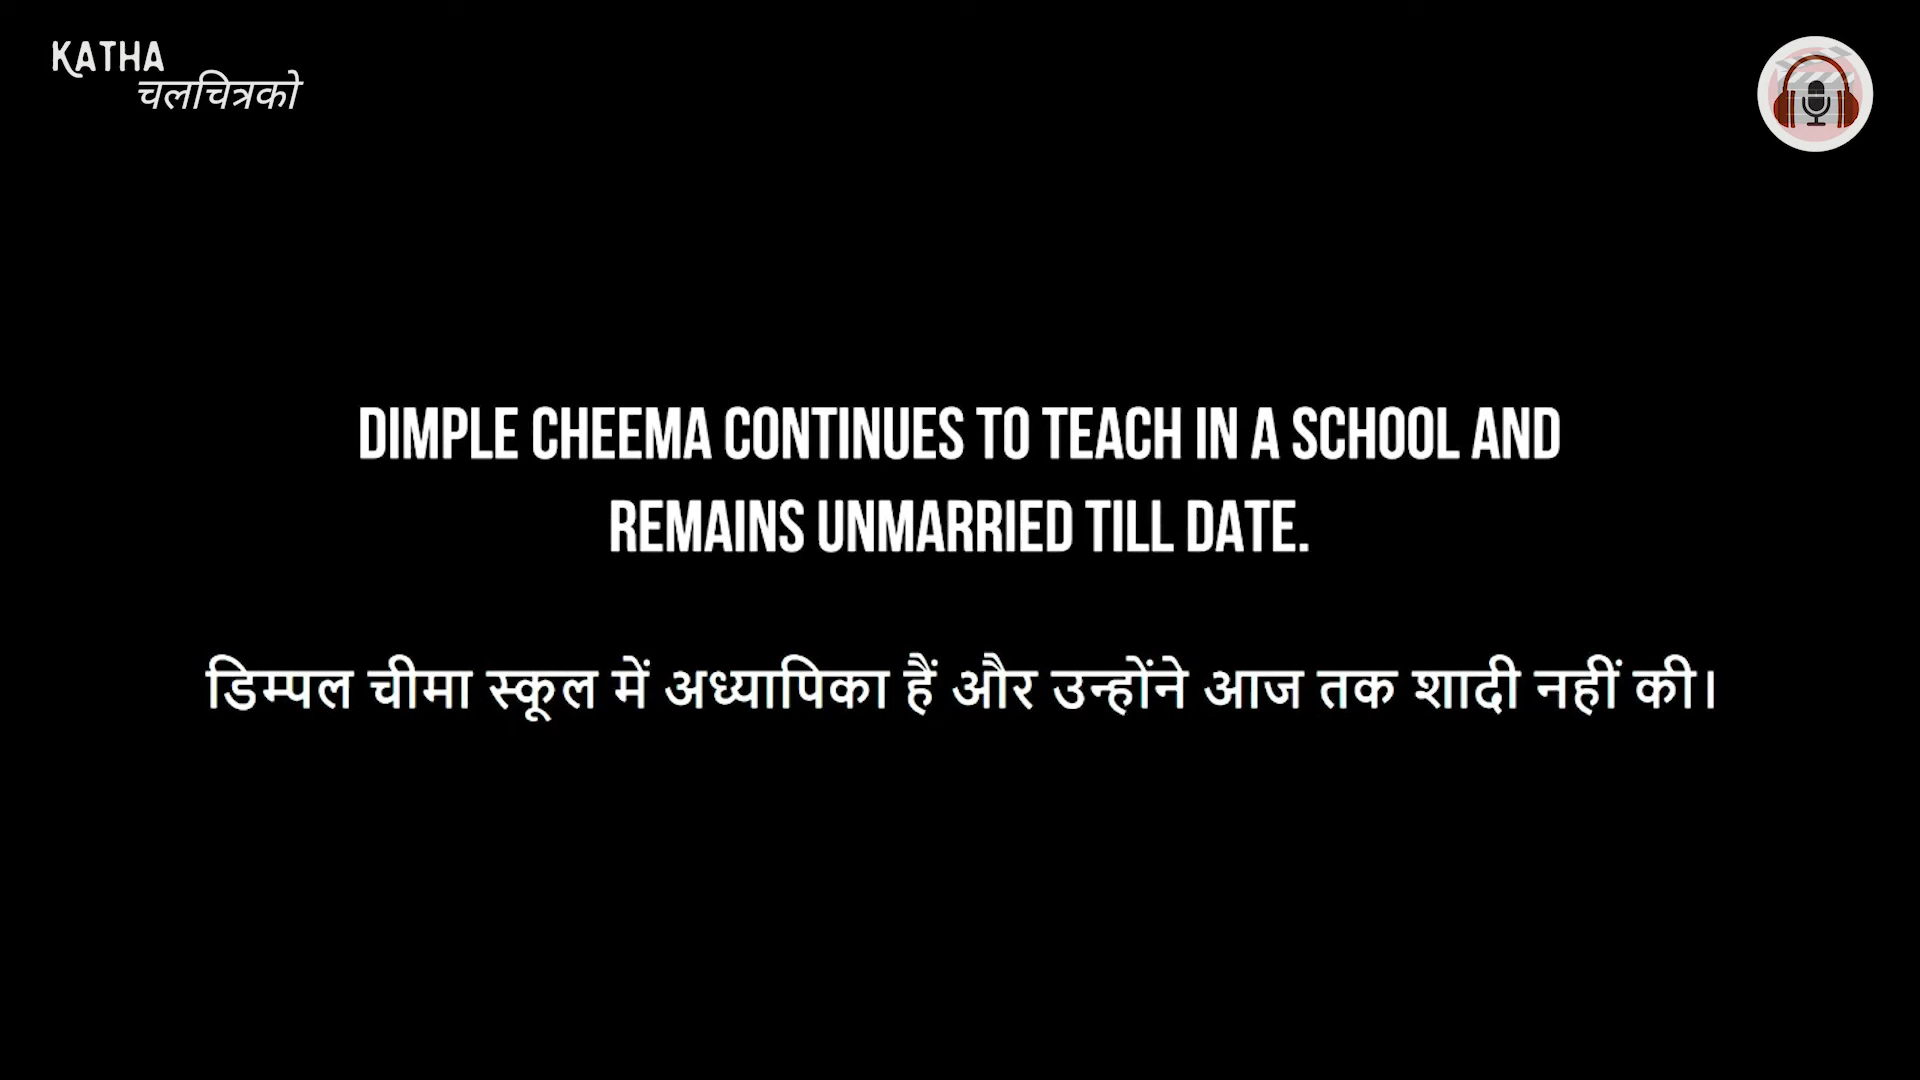 KATHA
चलचित्रको
DIMPLE CHEEMA CONTINUES TO TEACH IN A SCHOOL AND
REMAINS UNMARRIED TILL DATE.
डिम्पल चीमा स्कूल में अध्यापिका हैं और उन्होंने आज तक शादी नहीं की।